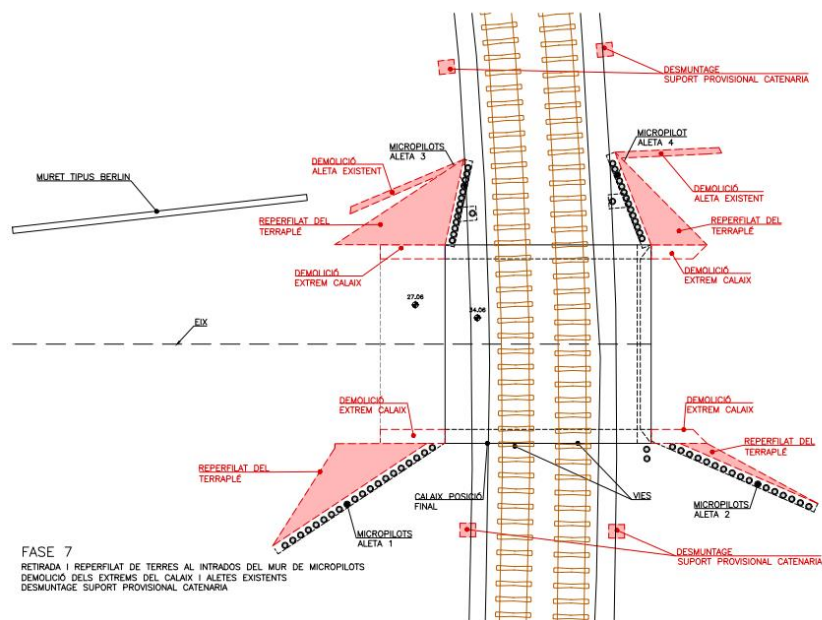 DESMUNTAGE
SUPORT PROVISIONAL CATENARIA
MICROPILOTS
ALETA 3
MICROPILOT
ALETA 4
DEMOLICIÓ
ALETA EXISTENT
MURET TIPUS BERLIN
DEMOLICIÓ
ALETA EXISTENT
REPERFILAT DEL
TERRAPLÉ
REPERFILAT DEL
TERRAPLÉ
DEMOLICIÓ
EXTREM CALAIX
DEMOLICIÓ
EXTREM CALAIX
27.06
34.06
EIX
DEMOLICIÓ
EXTREM CALAIX
DEMOLICIÓ
EXTREM CALAIX
REPERFILAT DEL
TERRAPLÉ
REPERFILAT DEL
TERRAPLÉ
CALAIX POSICIÓ
FINAL
VIES
MICROPILOTS
ALETA 2
MICROPILOTS
ALETA 1
DESMUNTAGE
SUPORT PROVISIONAL CATENARIA
FASE 7
RETIRADA I REPERFILAT DE TERRES AL INTRADOS DEL MUR DE MICROPILOTS
DEMOLICIÓ DELS EXTREMS DEL CALAIX I ALETES EXISTENTS
DESMUNTAGE SUPORT PROVISIONAL CATENARIA